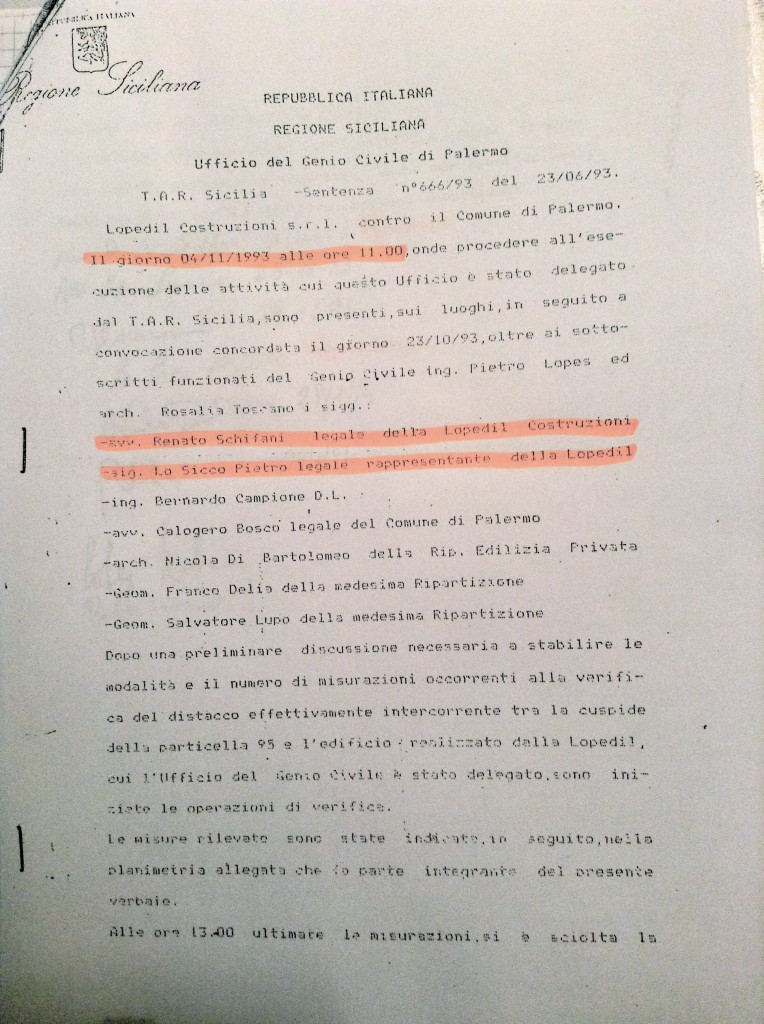 REPUBBLICA ITALIANA
Regione Siciliana
REPUBBLICA ITALIANA
REGIONE SICILIANA
Ufficio del Genio Civile di Palermo
T.A.R. Sicilia -Sentenza n°666/93 del 23/06/93.
Lopedil Costruzioni s.r.l. contro il Comune di Palermo.
Il giorno 04/11/1993 alle ore 11.00,onde procedere all'ese-
cuzione delle attività cui questo Ufficio è stato delegato
dal T.A.R. Sicilia,sono presenti,sui luoghi,in seguito a
convocazione concordata il giorno 23/10/93,oltre ai sotto-
scritti funzionati del Genio Civile ing. Pietro Lopes ed
arch. Rosalia Toscano i sigg.:
-avv. Renato Schifani legale della Lopedil Costruzioni
-sig. Lo Sicco Pietro legale rappresentante della Lopedil
-ing. Bernardo Campione D.L.
-avv. Calogero Bosco legale del Comune di Palermo
-arch. Nicola Di Bartolomeo della Rip. Edilizia Privata
-Geom. Franco Delia della medesima Ripartizione
-Geom. Salvatore Lupo della medesima Ripartizione
Dopo una preliminare discussione necessaria a stabilire le
modalità e il numero di misurazioni occorrenti alla verifi-
ca del distacco effettivamente intercorrente tra la cuspide
della particella 95 e l'edificio realizzato dalla Lopedil,
cui l'Ufficio del Genio Civile è stato delegato,sono ini-
ziate le operazioni di verifica.
Le misure rilevate sono state indicate,in seguito,nella
planimetria allegata che fa parte integrante del presente
verbale.
Alle ore 13.00 ultimate le misurazioni,si è sciolta la